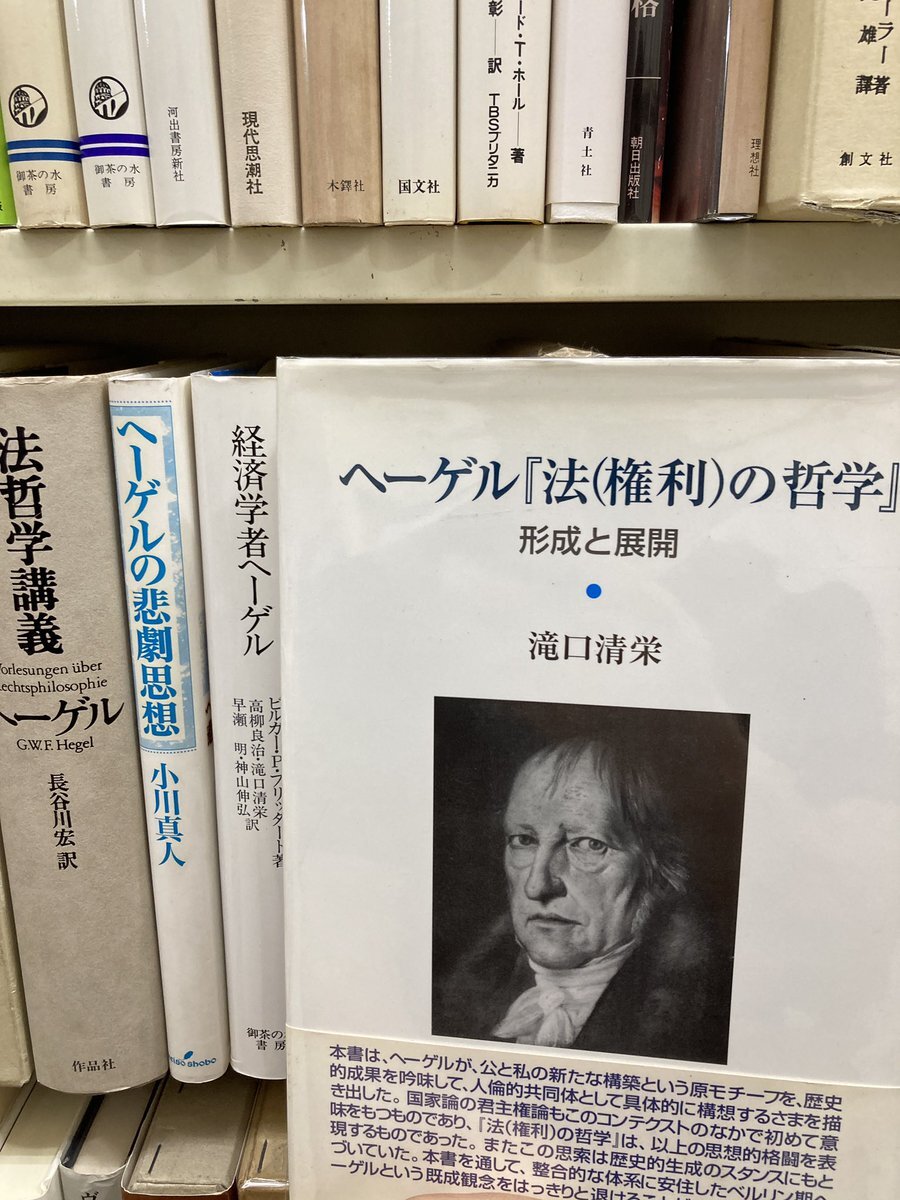 御茶の水
書房
御茶の水
書房
河出書房新社
現代思潮社
木鐸社
国文社
ード・T・ホール──著
彰──訳
TBSブリタニカ
青土社
格
朝日出版社
理想社
ーラー著
雄譯
創文社
法哲学講義
Vorlesungen über
Rechtsphilosophie
ヘーゲル
G.W.F. Hegel
長谷川宏 訳
作品社
ヘーゲルの悲劇思想
小川真人
keiso shobo
経済学者ヘーゲル
ビルガー・P・プリッダート著
高柳良治・滝口清栄
早瀬 明・神山伸弘 訳
御茶の水
書房
ヘーゲル『法(権利)の哲学』
形成と展開
滝口清栄
本書は、ヘーゲルが、公と私の新たな構築という原モチーフを、歴史
的成果を吟味して、人倫的共同体として具体的に構想するさまを描
き出した。国家論の君主権論もこのコンテクストのなかで初めて意
味をもつものであり、『法(権利)の哲学』は、以上の思想的格闘を表
現するものであった。またこの思索は歴史的生成のスタンスにもと
づいていた。本書を通して、整合的な体系に安住したベルリン期
ーゲルという既成観念をはっきりと退ける